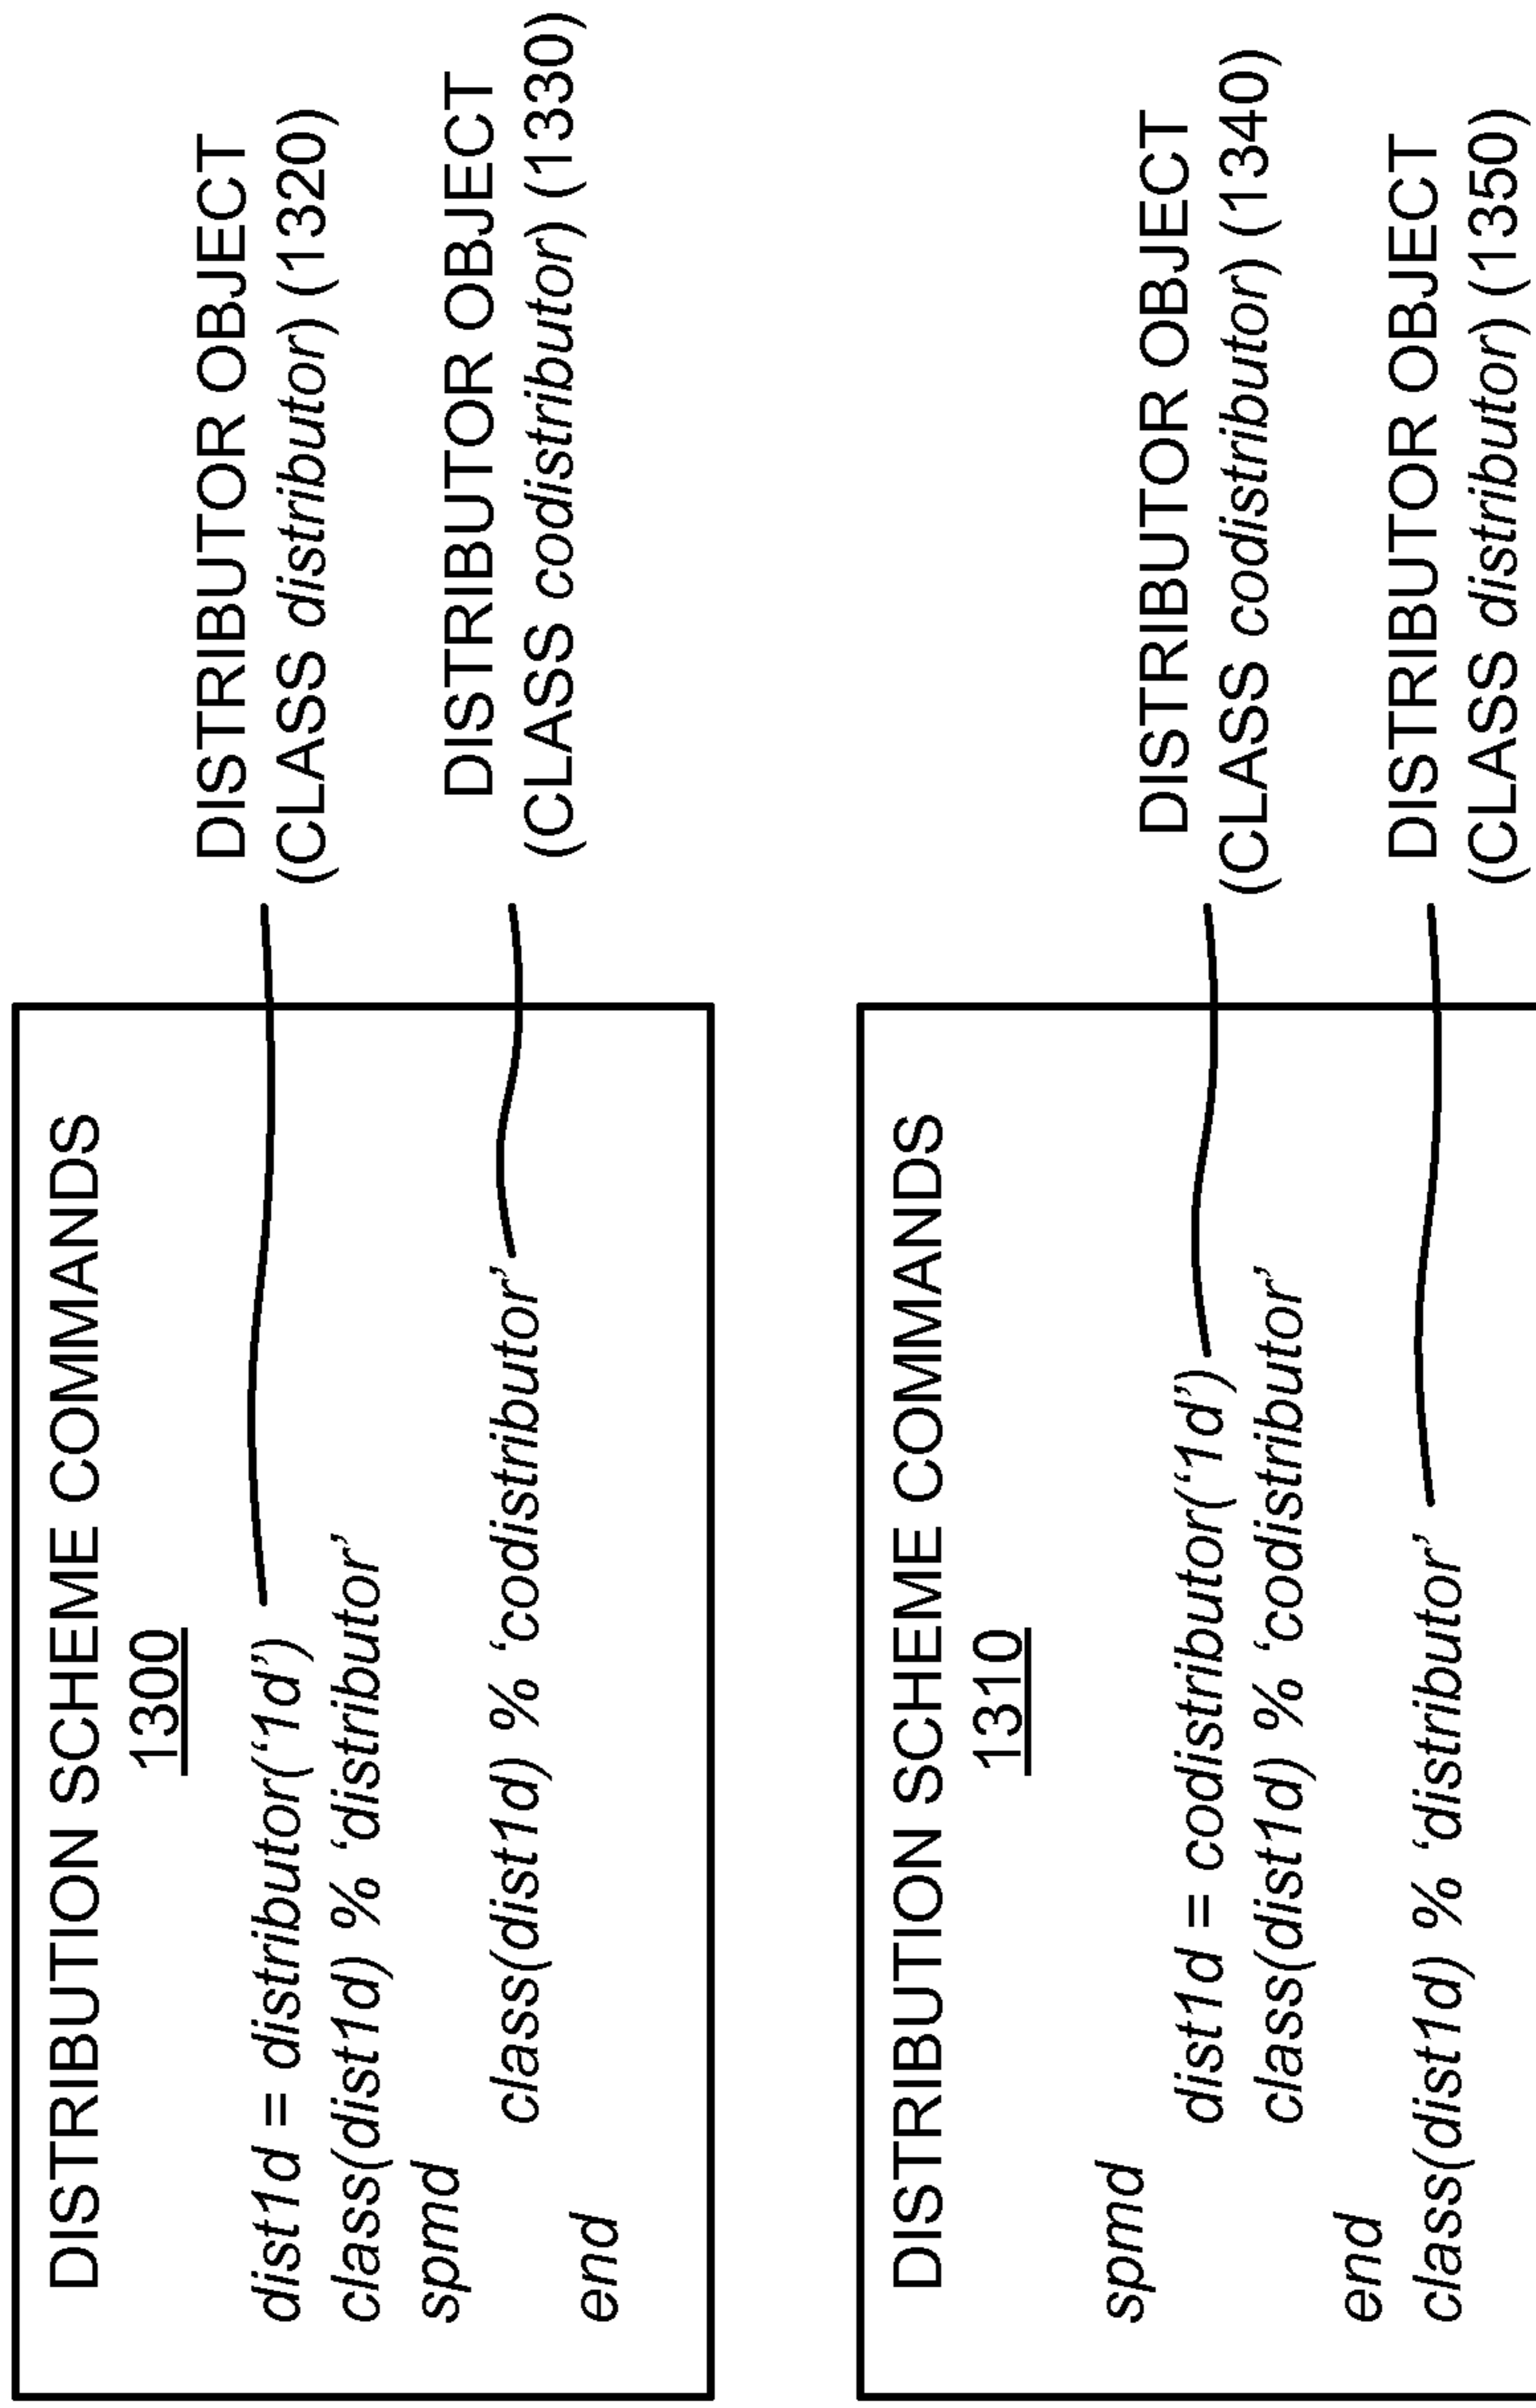 DISTRIBUTION SCHEME COMMANDS
1300
dist1d = distributor(‘1d’)
class(dist1d) % ‘distributor’
spmd
class(dist1d) % ‘codistributor’
end
DISTRIBUTOR OBJECT
(CLASS distributor) (1320)
DISTRIBUTOR OBJECT
(CLASS codistributor) (1330)
DISTRIBUTION SCHEME COMMANDS
1310
spmd
dist1d = codistributor(‘1d’)
class(dist1d) % ‘codistributor’
end
class(dist1d) % ‘distributor’
DISTRIBUTOR OBJECT
(CLASS codistributor) (1340)
DISTRIBUTOR OBJECT
(CLASS distributor) (1350)